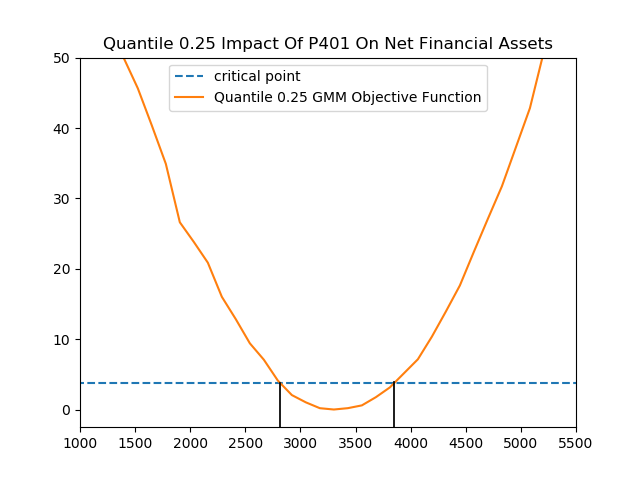 Quantile 0.25 Impact Of P401 On Net Financial Assets
critical point
Quantile 0.25 GMM Objective Function
50
40
30
20
10
0
1000 1500 2000 2500 3000 3500 4000 4500 5000 5500